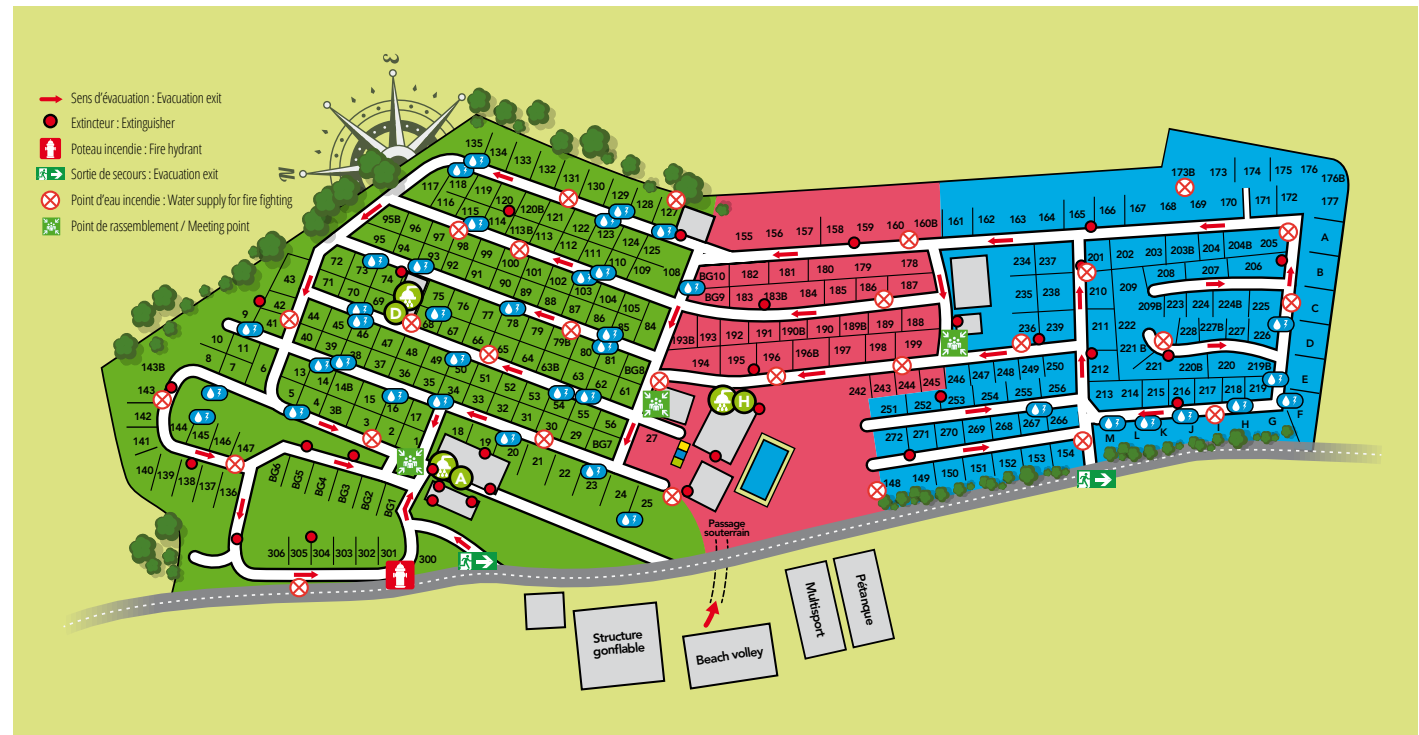 Sens d'évacuation : Evacuation exit
Extincteur : Extinguisher
Poteau incendie : Fire hydrant
Sortie de secours : Evacuation exit
Point d'eau incendie : Water supply for fire fighting
Point de rassemblement / Meeting point
135 134 133 132 131 130 129 128 127
117 118 119 120 120B 121 122 123 124 125
116 115 114 113B 113 112 111 110 109 108
95B 96 97 98 99 100 101 102 103 104 105
95 94 93 92 91 90 89 88 87 86 85 84
72 73 74 75 76 77 78 79 79B 80 81
43 71 70 69 68 67 66 65 64 63B 63 62 61 BG8
42 44 45 46 47 48 49 50 51 52 53 54 55 56
9 41 40 39 38 37 36 35 34 33 32 31 30 29 BG7
10 11 8 7 6 5
13 14 14B 15 16 17
4 3B 3 2 1
18 19 20 21 22 23 24 25
27
143B 143 142 141 140 139 138 137 136
144 145 146 147
BG6 BG5 BG4 BG3 BG2 BG1
306 305 304 303 302 301 300
D
A
H
155 156 157 158 159 160 160B
BG10 182 181 180 179 178
BG9 183 183B 184 185 186 187
193B 193 192 191 190B 190 189B 189 188
194 195 196 196B 197 198 199
242 243 244 245 246 247 248 249 250
251 252 253 254 255 256
272 271 270 269 268 267 266
148 149 150 151 152 153 154
161 162 163 164 165 166 167 168 169 170 171 172
173B 173 174 175 176 176B 177
234 237
235 238
236 239
201 202 203 203B 204 204B 205
210 209 208 207 206
209B 223 224 224B 225
211 222 228 227B 227 226
212 221 B 221 220B 220 219B
213 214 215 216 217 218 219
A
B
C
D
E
F
M L K J I H G
Passage
souterrain
Structure
gonflable
Beach volley
Multisport
Pétanque